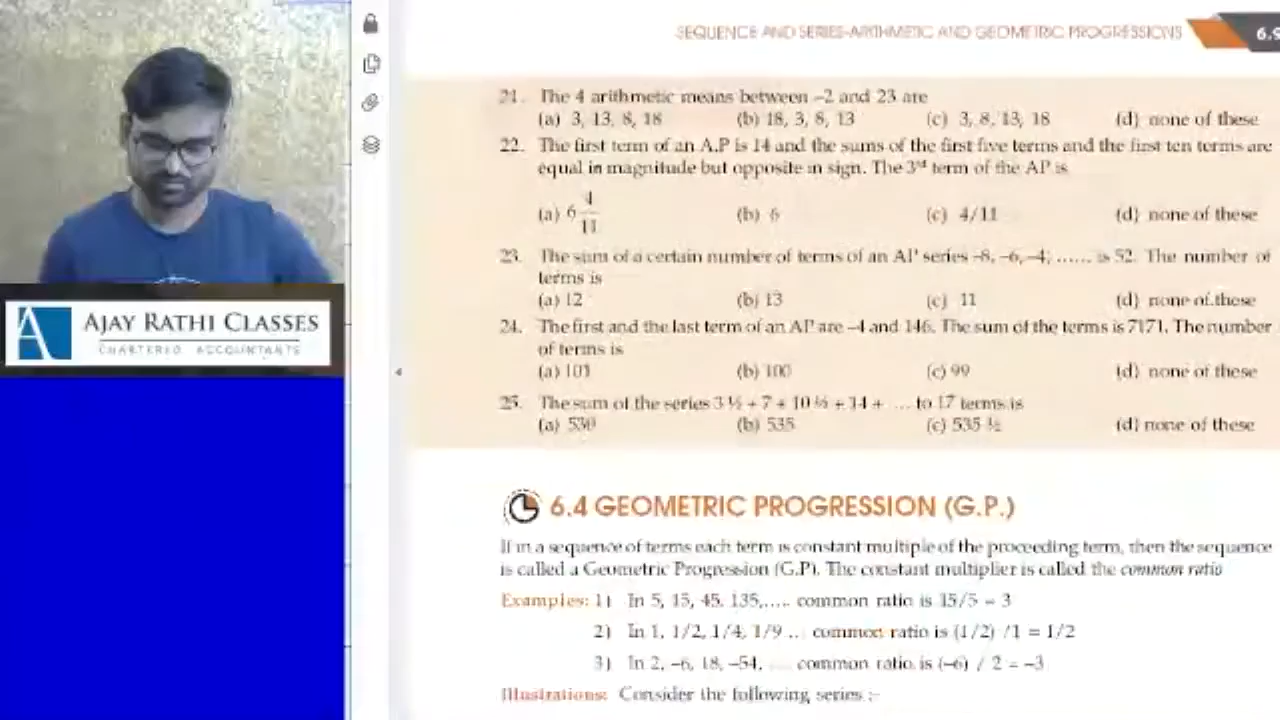 SEQUENCE AND SERIES-ARITHMETIC AND GEOMETRIC PROGRESSIONS 6.9
21. The 4 arithmetic means between –2 and 23 are
(a) 3, 13, 8, 18 (b) 18, 3, 8, 13 (c) 3, 8, 13, 18 (d) none of these
22. The first term of an A.P is 14 and the sums of the first five terms and the first ten terms are
equal in magnitude but opposite in sign. The 3rd term of the AP is
(a) 6 4/11 (b) 6 (c) 4/11 (d) none of these
23. The sum of a certain number of terms of an AP series –8, –6, –4, ...... is 52. The number of
terms is
(a) 12 (b) 13 (c) 11 (d) none of these
24. The first and the last term of an AP are –4 and 146. The sum of the terms is 7171. The number
of terms is
(a) 101 (b) 100 (c) 99 (d) none of these
25. The sum of the series 3 ½ + 7 + 10 ½ + 14 + ... to 17 terms is
(a) 530 (b) 535 (c) 535 ½ (d) none of these
6.4 GEOMETRIC PROGRESSION (G.P.)
If in a sequence of terms each term is constant multiple of the proceeding term, then the sequence
is called a Geometric Progression (G.P). The constant multiplier is called the common ratio
Examples: 1) In 5, 15, 45, 135,..... common ratio is 15/5 = 3
2) In 1, 1/2, 1/4, 1/9 ... common ratio is (1/2) /1 = 1/2
3) In 2, –6, 18, –54, ... common ratio is (–6) / 2 = –3
Illustrations: Consider the following series :–
AJAY RATHI CLASSES
CHARTERED ACCOUNTANTS